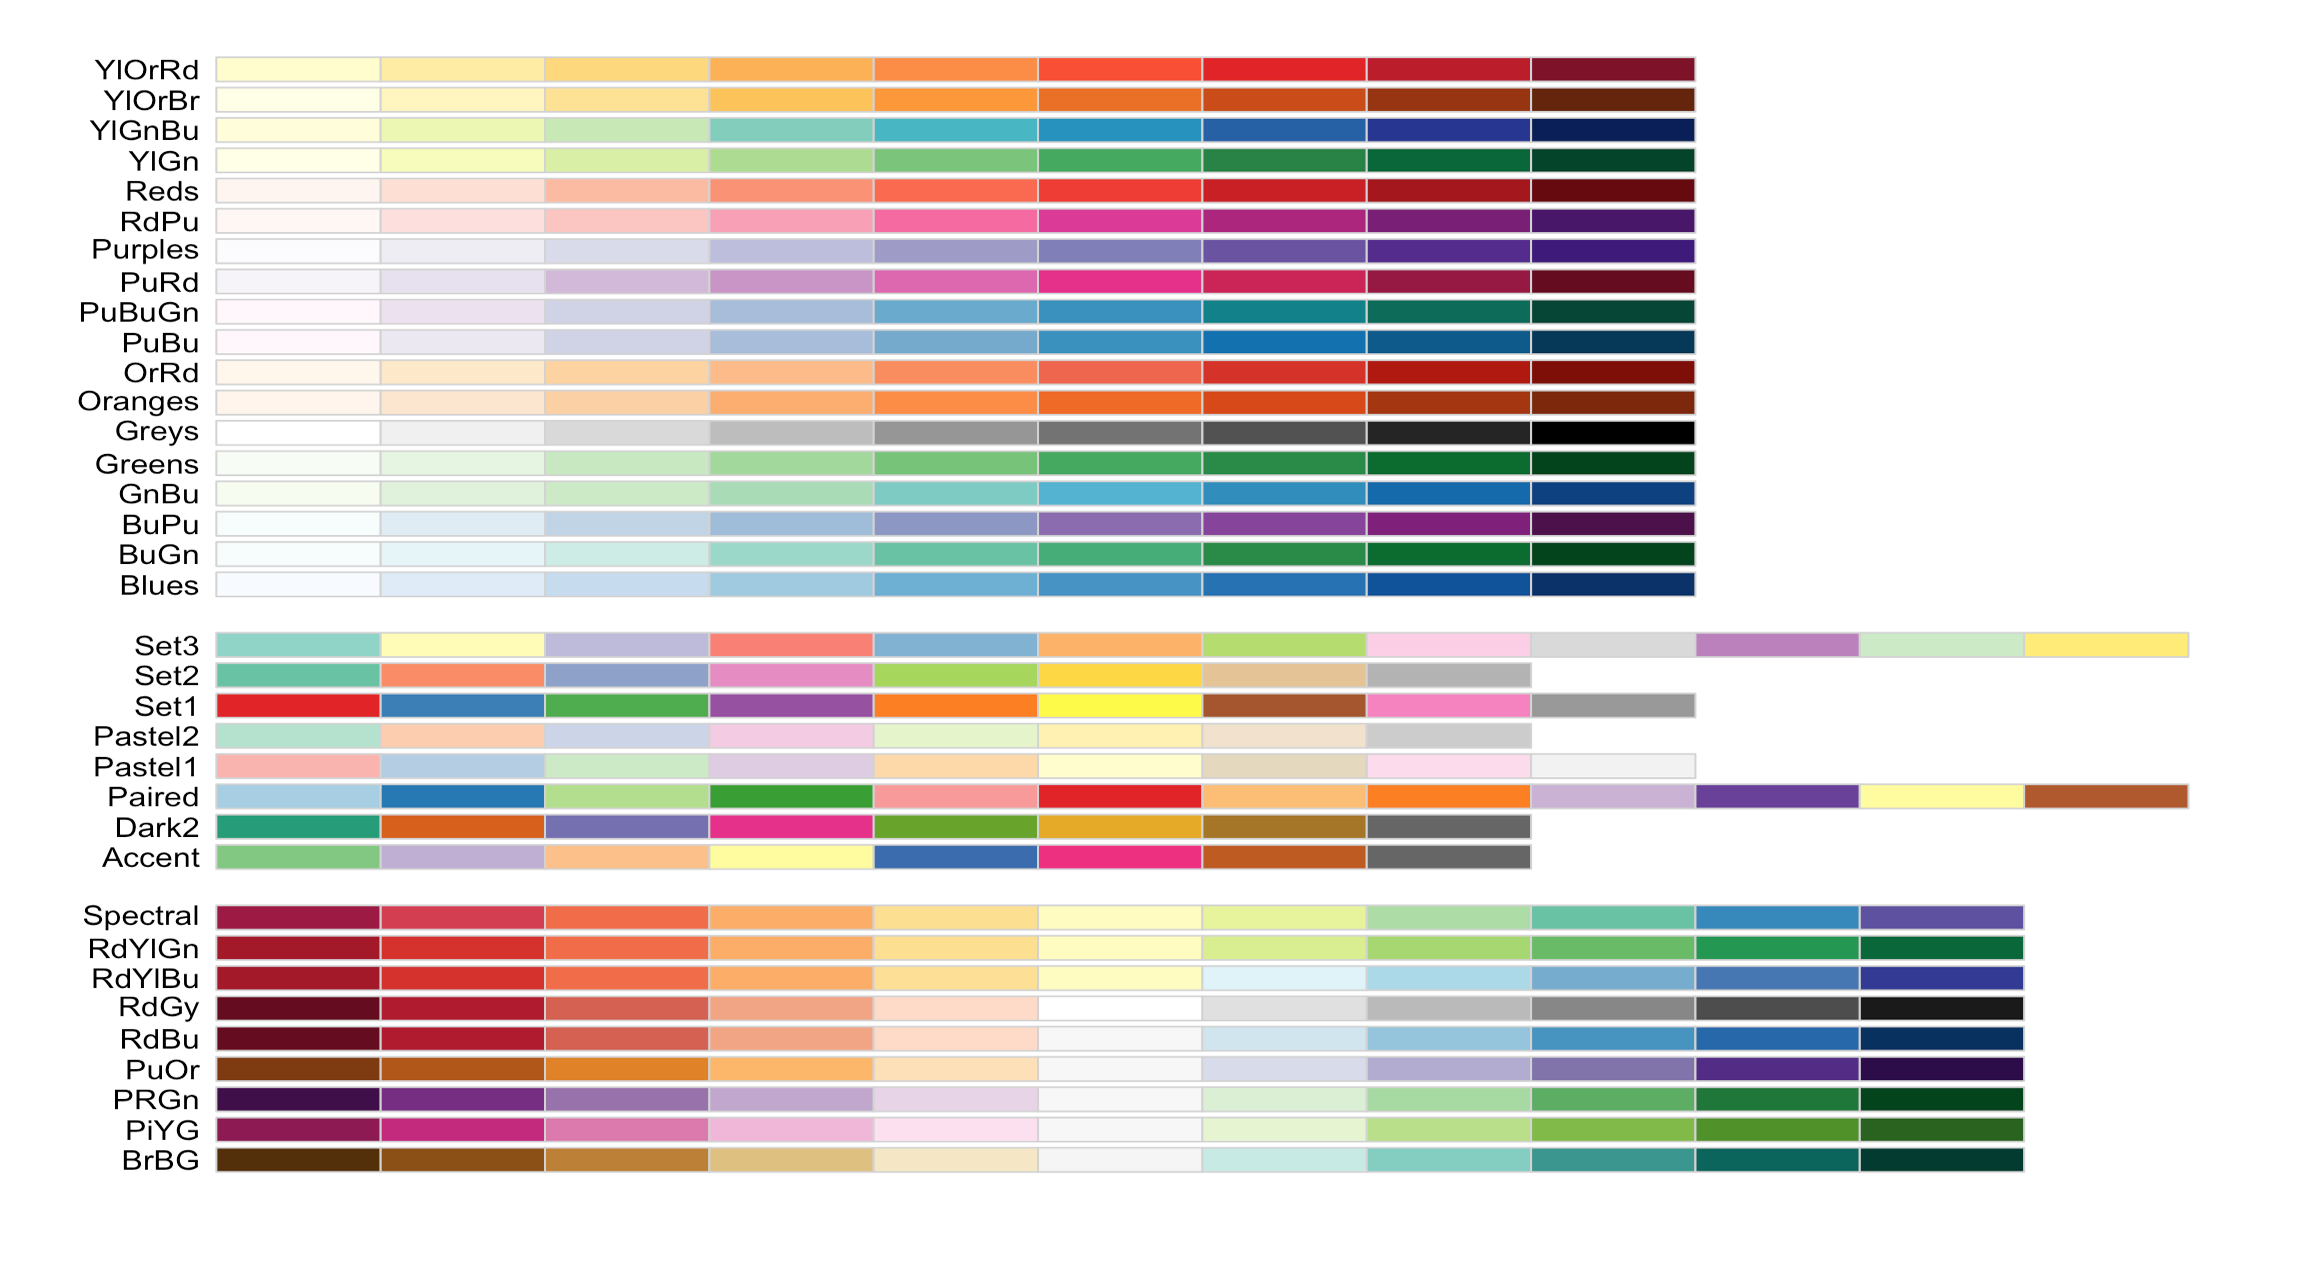 YlOrRd
YlOrBr
YlGnBu
YlGn
Reds
RdPu
Purples
PuRd
PuBuGn
PuBu
OrRd
Oranges
Greys
Greens
GnBu
BuPu
BuGn
Blues
Set3
Set2
Set1
Pastel2
Pastel1
Paired
Dark2
Accent
Spectral
RdYlGn
RdYlBu
RdGy
RdBu
PuOr
PRGn
PiYG
BrBG